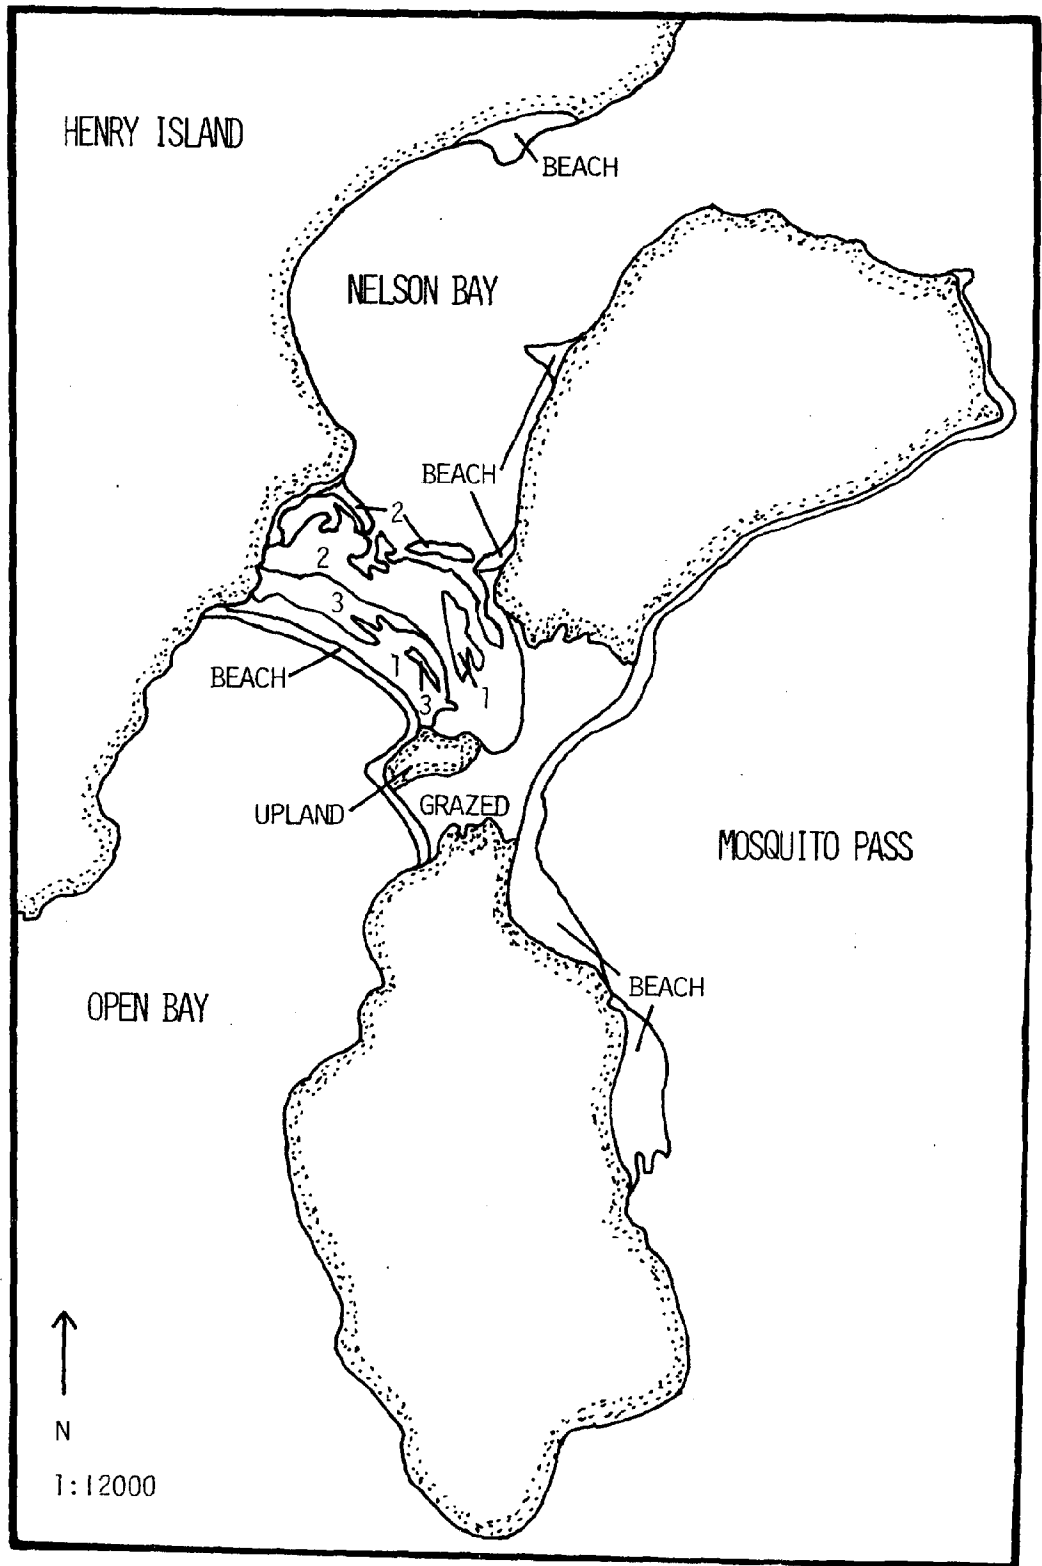 HENRY ISLAND
BEACH
NELSON BAY
BEACH
2
2
3
BEACH
1
3
1
UPLAND
GRAZED
MOSQUITO PASS
BEACH
OPEN BAY
N
1:12000